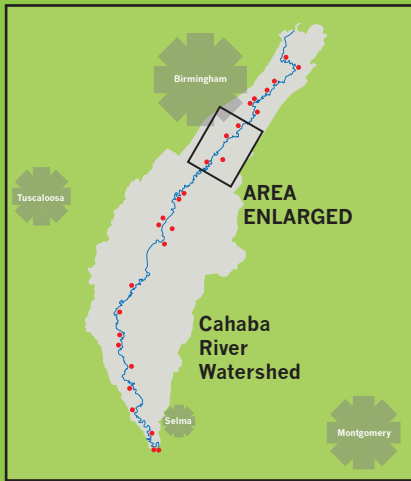 Birmingham
Tuscaloosa
AREA
ENLARGED
Cahaba
River
Watershed
Selma
Montgomery